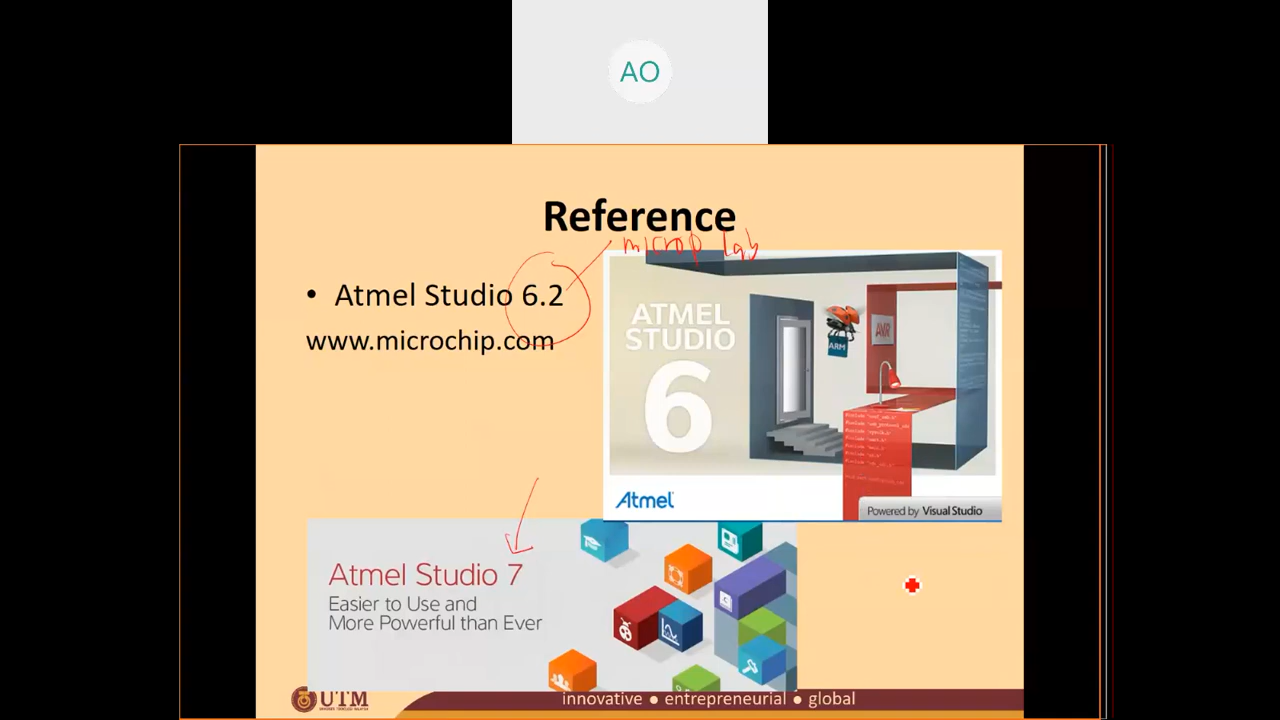 AO
Reference
microp lab
• Atmel Studio 6.2
www.microchip.com
ATMEL
STUDIO
6
AVR
ARM
Atmel
Powered by Visual Studio
Atmel Studio 7
Easier to Use and
More Powerful than Ever
UTM
innovative ● entrepreneurial ● global